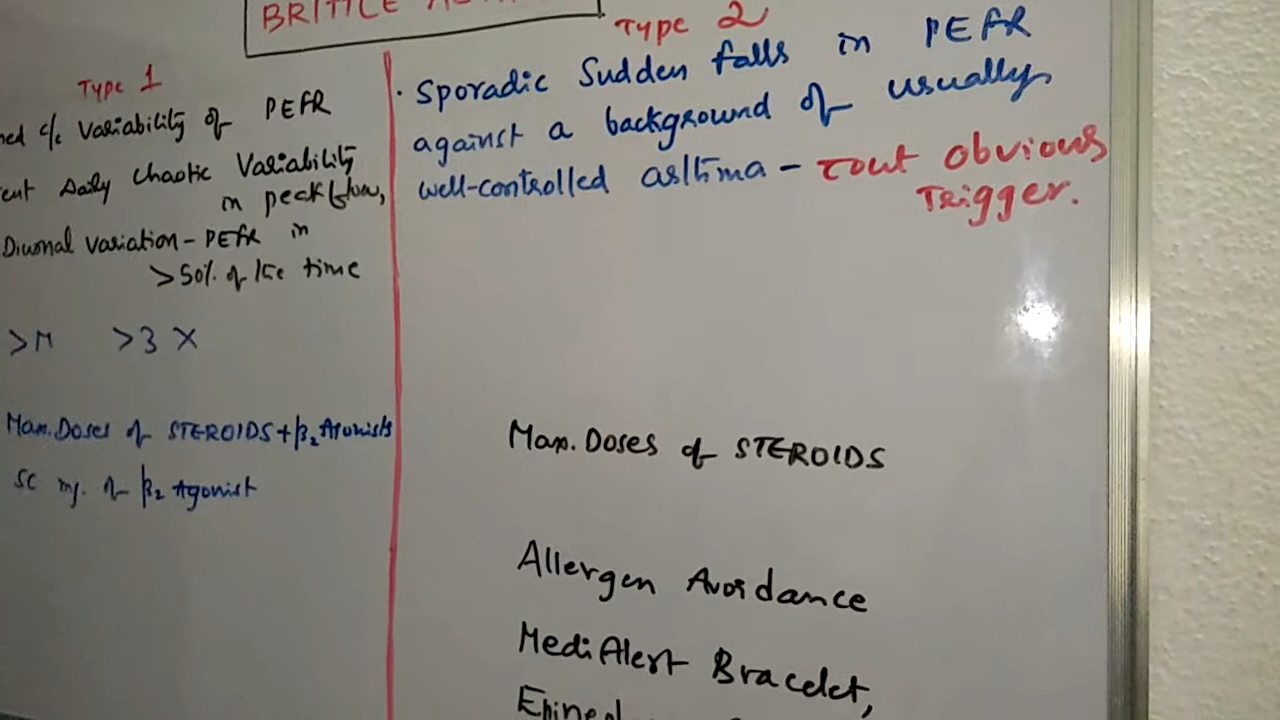 BRITTLE
Type 1
c/c Variability of PEFR
Daily Chaotic Variability
in peak flow,
Diurnal Variation - PEFR in
>50% of the time
>M >3 X
Max. Doses of STEROIDS + β2 Agonists
SC inj. of β2 Agonist
Type 2
· Sporadic Sudden falls in PEFR
against a background of usually
well-controlled asthma - out obvious
Trigger.
Max. Doses of STEROIDS
Allergen Avoidance
MediAlert Bracelet,